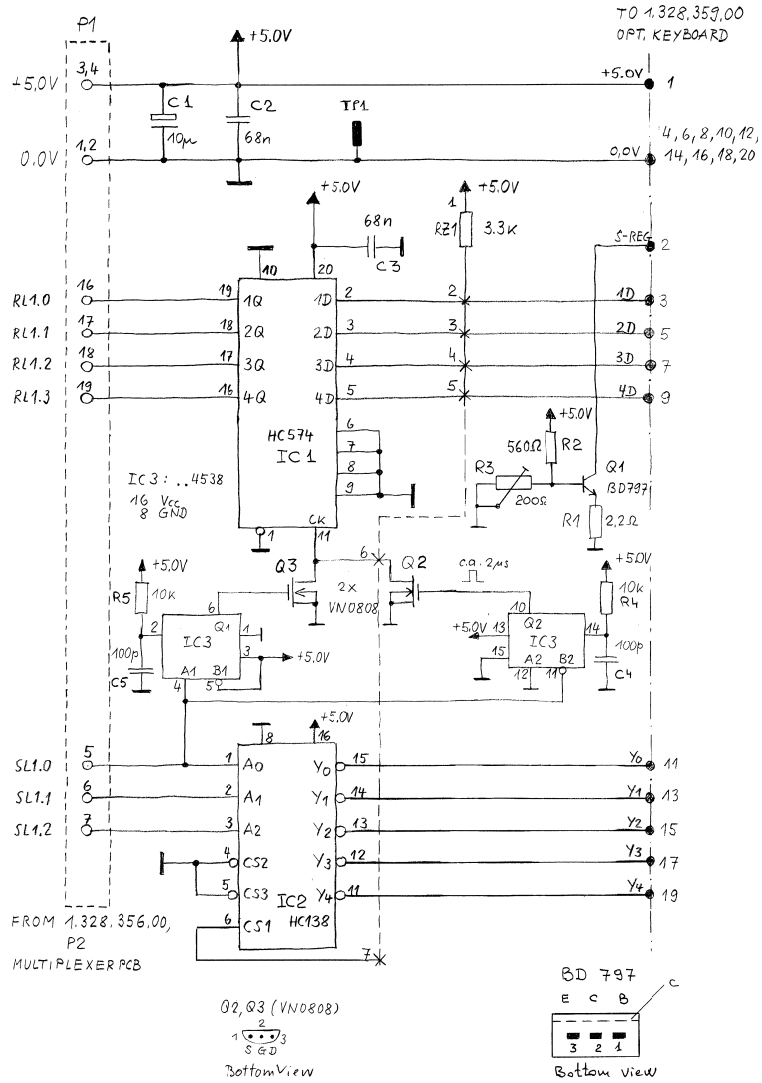 P1
TO 1.328.359.00
OPT. KEYBOARD
+5.0V
3,4
+5.0V
+5.0V
1
C1
10µ
C2
68n
TP1
1,2
0.0V
0,0V
4, 6, 8, 10, 12,
14, 16, 18, 20
+5.0V
+5.0V
1
RZ1
3.3K
68n
C3
S-REG
2
10
20
RL1.0
16
19
1Q
1D
2
2
1D
3
RL1.1
17
18
2Q
2D
3
3
2D
5
RL1.2
18
17
3Q
3D
4
4
3D
7
RL1.3
19
16
4Q
4D
5
5
4D
9
HC574
IC1
6
7
8
9
+5.0V
560Ω
R2
R3
200Ω
Q1
BD797
R1
2,2Ω
IC3 : ..4538
16 Vcc
8 GND
CK
1
11
6
+5.0V
R5
10K
Q3
2x
VN0808
Q2
c.a. 2µs
+5.0V
10K
R4
6
Q1
2
IC3
1
3
+5.0V
100p
C5
A1
B1
4
5
10
Q2
+5.0V
13
IC3
14
15
A2
B2
12
11
100p
C4
+5.0V
8
16
SL1.0
5
1
A0
Y0
15
Y0
11
SL1.1
6
2
A1
Y1
14
Y1
13
SL1.2
7
3
A2
Y2
13
Y2
15
4
CS2
Y3
12
Y3
17
5
CS3
IC2
Y4
11
Y4
19
6
CS1
HC138
7
FROM 1.328.356.00,
P2
MULTIPLEXER PCB
Q2, Q3 (VN0808)
2
1
3
S G D
Bottom View
BD 797
E C B
C
3 2 1
Bottom view